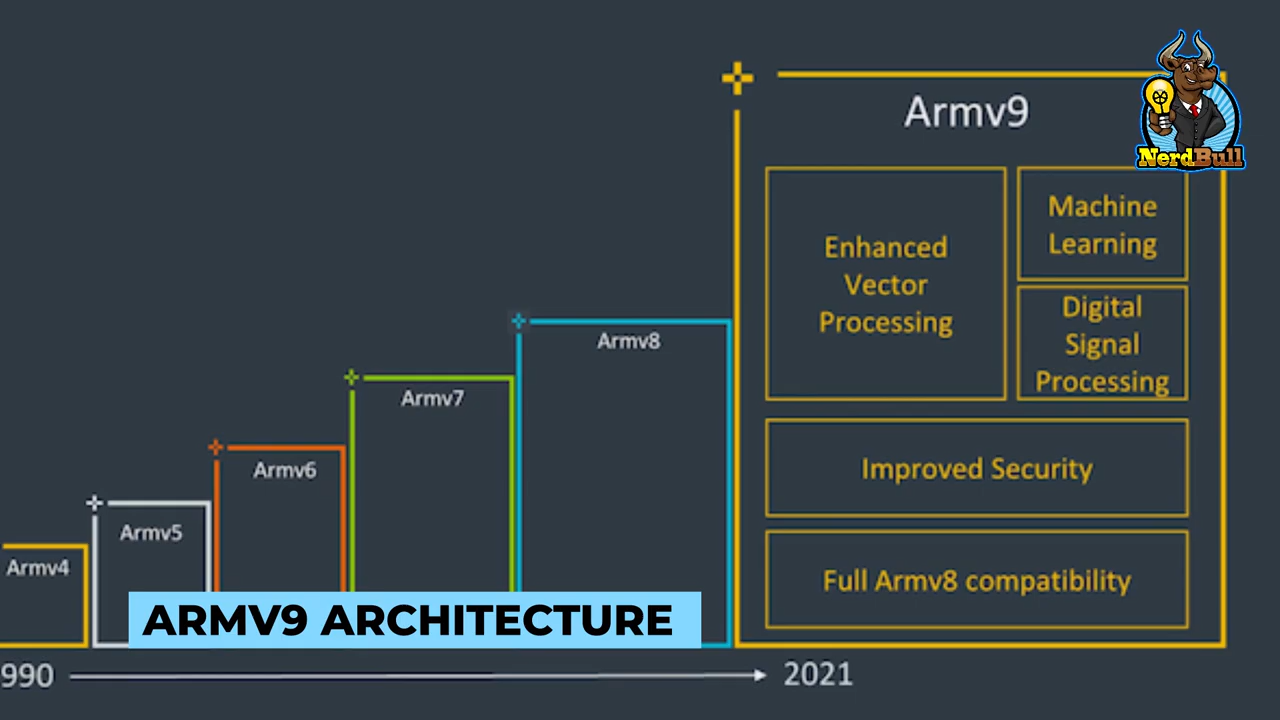 Armv9
NerdBull
Enhanced
Vector
Processing
Machine
Learning
Digital
Signal
Processing
Armv8
Armv7
Armv6
Improved Security
Armv5
Armv4
Full Armv8 compatibility
ARMV9 ARCHITECTURE
990
2021